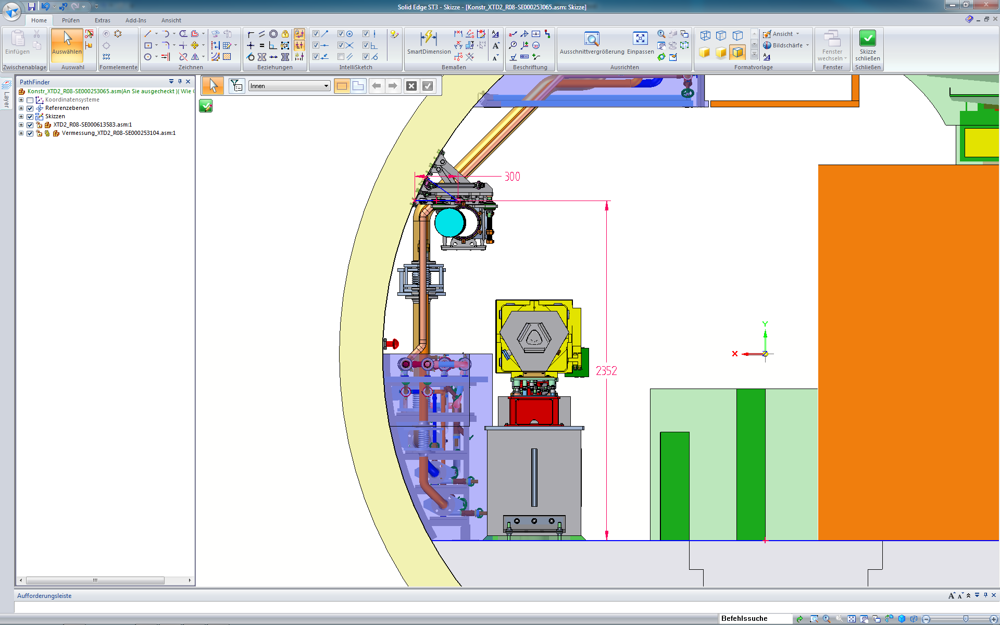 Solid Edge ST3 - Skizze - [Konstr_XTD2_R08-SE000253065.asm: Skizze]
Home Prüfen Extras Add-Ins Ansicht
Einfügen
Zwischenablage
Auswählen
Auswahl
Formelemente
Zeichnen
Beziehungen
IntelliSketch
SmartDimension
Bemaßen
Beschriftung
Ausschnittvergrößerung Einpassen
Ausrichten
Ansicht
Bildschärfe
Formatvorlage
Fenster
wechseln
Fenster
Skizze
schließen
Schließen
Layer
PathFinder
Konstr_XTD2_R08-SE000253065.asm(An Sie ausgecheckt )( Wie
Koordinatensysteme
Referenzebenen
Skizzen
XTD2_R08-SE000613583.asm:1
Vermessung_XTD2_R08-SE000253104.asm:1
Innen
300
2352
Y
X
Aufforderungsleiste
Befehlssuche